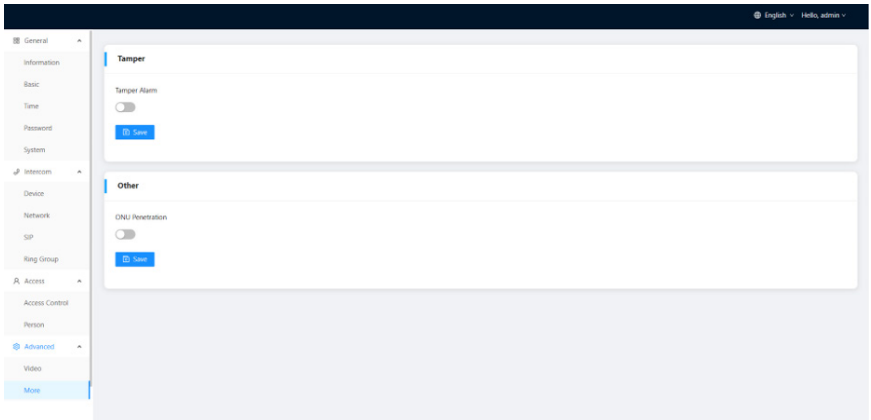 English Hello, admin
General
Information
Basic
Time
Password
System
Intercom
Device
Network
SIP
Ring Group
Access
Access Control
Person
Advanced
Video
More
Tamper
Tamper Alarm
Save
Other
ONU Penetration
Save